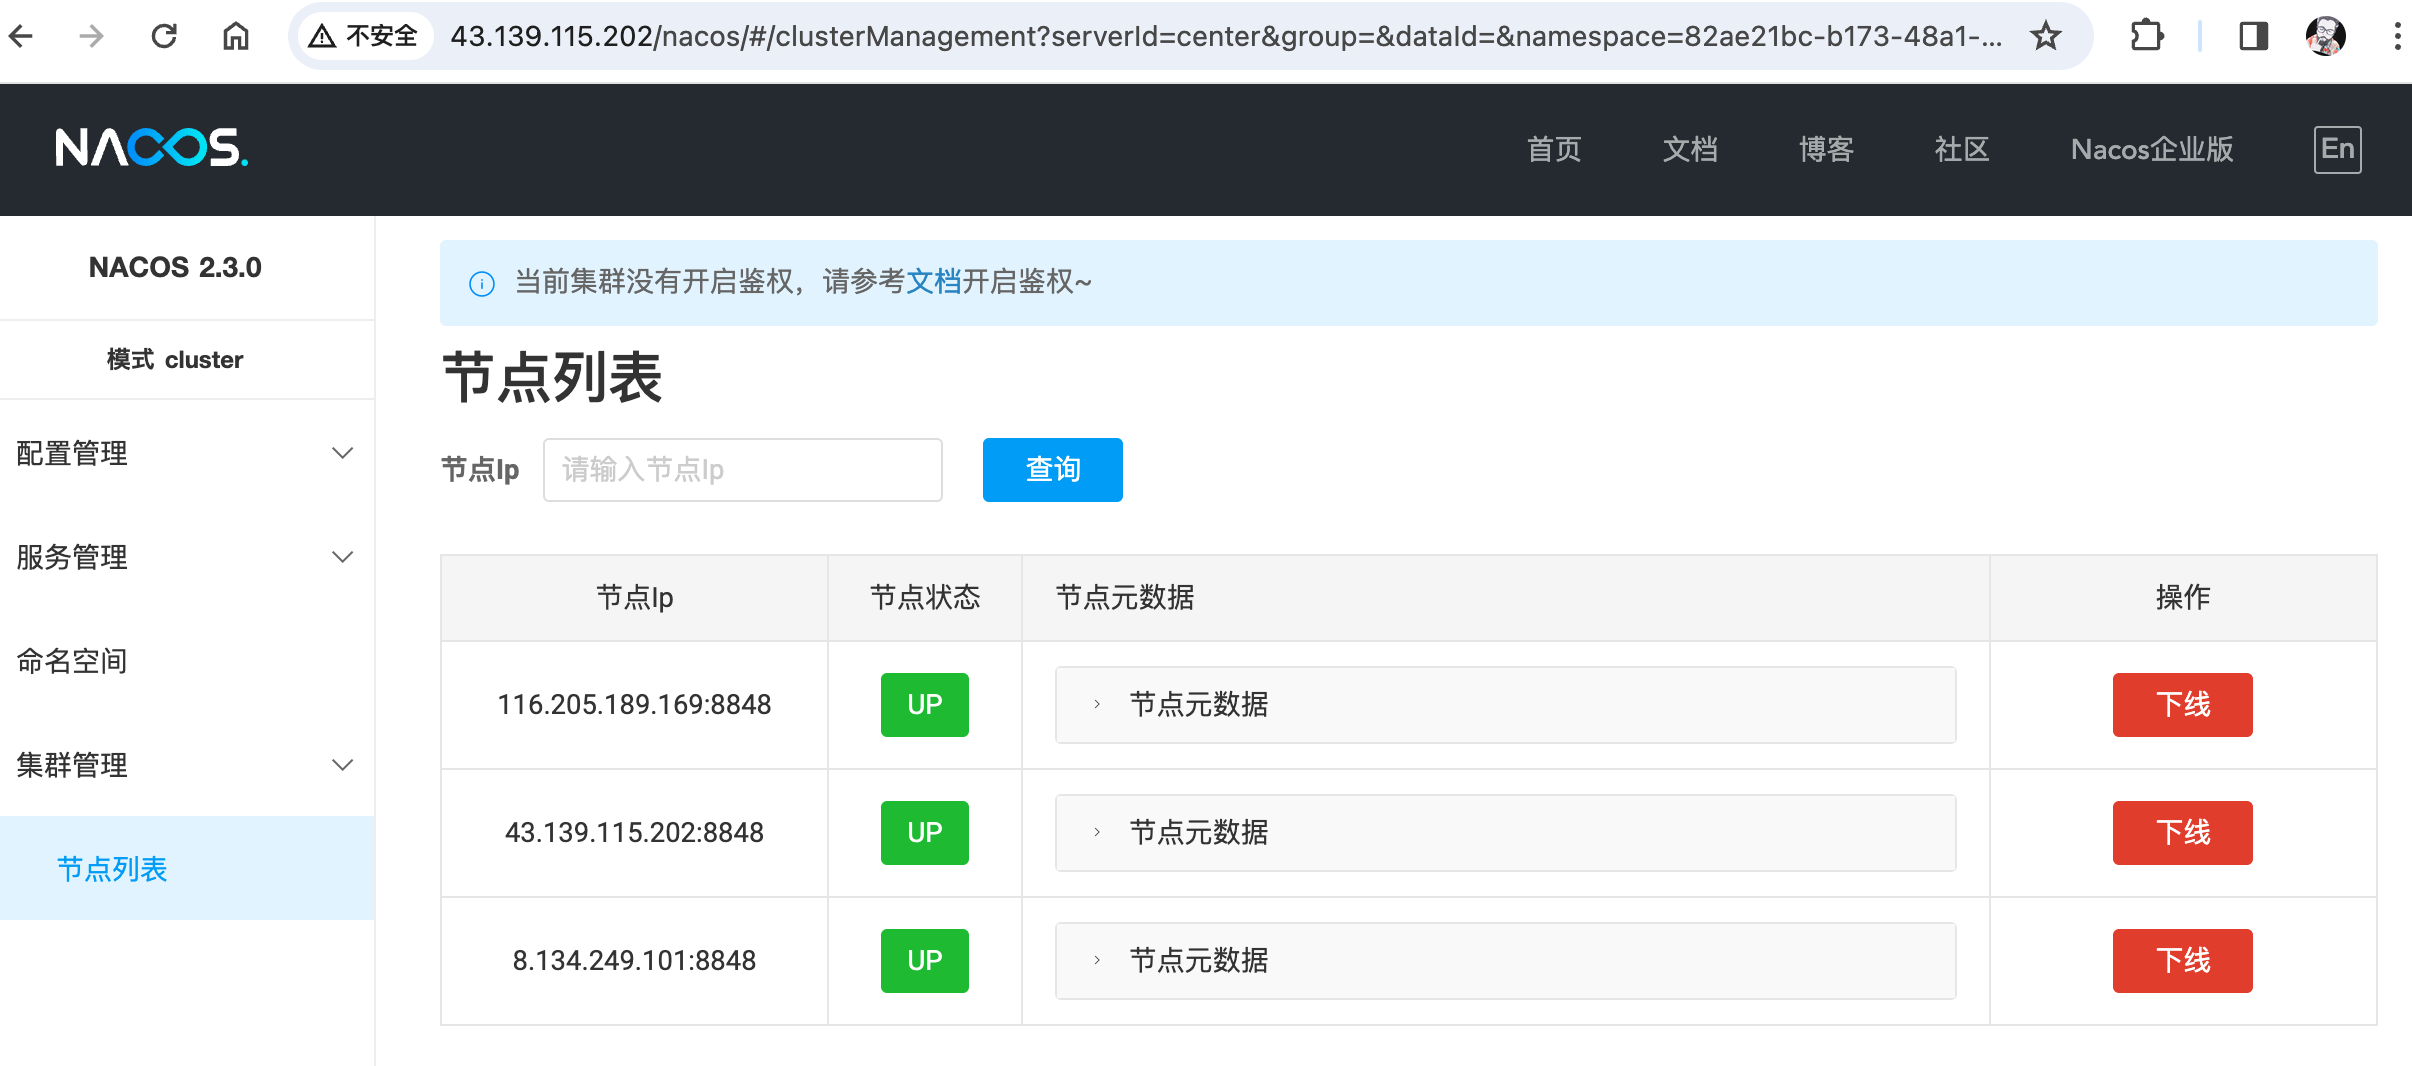 不安全 43.139.115.202/nacos/#/clusterManagement?serverId=center&group=&dataId=&namespace=82ae21bc-b173-48a1-...
NACOS. 首页 文档 博客 社区 Nacos企业版 En
NACOS 2.3.0
模式 cluster
配置管理
服务管理
命名空间
集群管理
节点列表
当前集群没有开启鉴权，请参考文档开启鉴权~
节点列表
节点Ip 请输入节点Ip 查询
节点Ip 节点状态 节点元数据 操作
116.205.189.169:8848 UP 节点元数据 下线
43.139.115.202:8848 UP 节点元数据 下线
8.134.249.101:8848 UP 节点元数据 下线